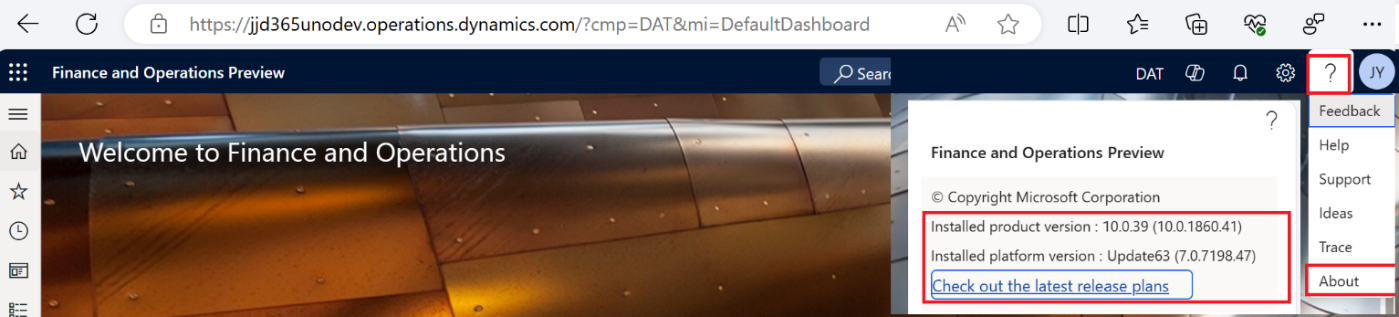 https://jjd365unodev.operations.dynamics.com/?cmp=DAT&mi=DefaultDashboard
Finance and Operations Preview
Sear
DAT
?
JY
Welcome to Finance and Operations
?
Finance and Operations Preview
© Copyright Microsoft Corporation
Installed product version : 10.0.39 (10.0.1860.41)
Installed platform version : Update63 (7.0.7198.47)
Check out the latest release plans
Feedback
Help
Support
Ideas
Trace
About